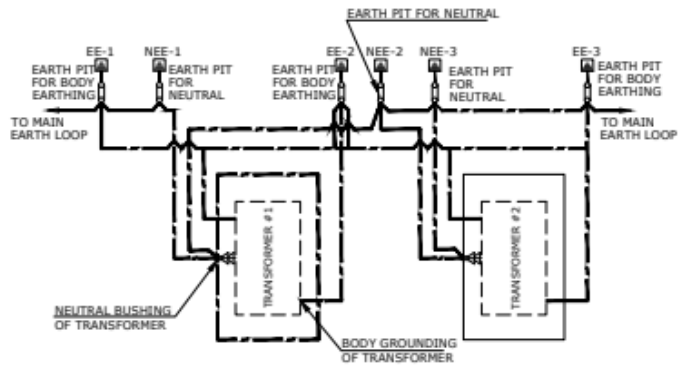 EARTH PIT FOR NEUTRAL
EE-1
NEE-1
EE-2
NEE-2
NEE-3
EE-3
EARTH PIT
FOR BODY
EARTHING
EARTH PIT
FOR
NEUTRAL
EARTH PIT
FOR BODY
EARTHING
EARTH PIT
FOR
NEUTRAL
EARTH PIT
FOR BODY
EARTHING
TO MAIN
EARTH LOOP
TO MAIN
EARTH LOOP
TRANSFORMER #1
TRANSFORMER #2
NEUTRAL BUSHING
OF TRANSFORMER
BODY GROUNDING
OF TRANSFORMER